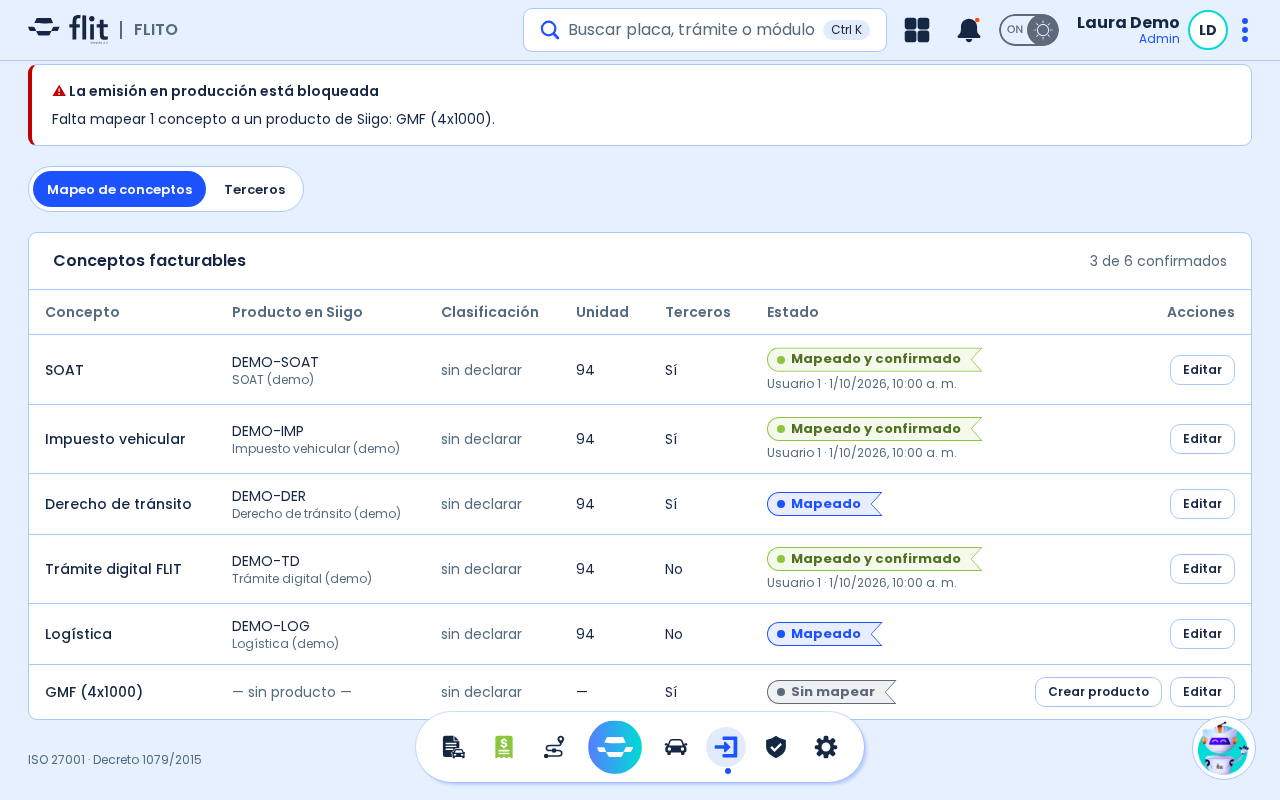 flit | FLITO
Buscar placa, trámite o módulo Ctrl K
ON
Laura Demo
Admin
LD
La emisión en producción está bloqueada
Falta mapear 1 concepto a un producto de Siigo: GMF (4x1000).
Mapeo de conceptos Terceros
Conceptos facturables 3 de 6 confirmados
Concepto Producto en Siigo Clasificación Unidad Terceros Estado Acciones
SOAT DEMO-SOAT sin declarar 94 Sí Mapeado y confirmado Editar
SOAT (demo) Usuario 1 · 1/10/2026, 10:00 a. m.
Impuesto vehicular DEMO-IMP sin declarar 94 Sí Mapeado y confirmado Editar
Impuesto vehicular (demo) Usuario 1 · 1/10/2026, 10:00 a. m.
Derecho de tránsito DEMO-DER sin declarar 94 Sí Mapeado Editar
Derecho de tránsito (demo)
Trámite digital FLIT DEMO-TD sin declarar 94 No Mapeado y confirmado Editar
Trámite digital (demo) Usuario 1 · 1/10/2026, 10:00 a. m.
Logística DEMO-LOG sin declarar 94 No Mapeado Editar
Logística (demo)
GMF (4x1000) — sin producto — sin declarar — Sí Sin mapear Crear producto Editar
ISO 27001 · Decreto 1079/2015